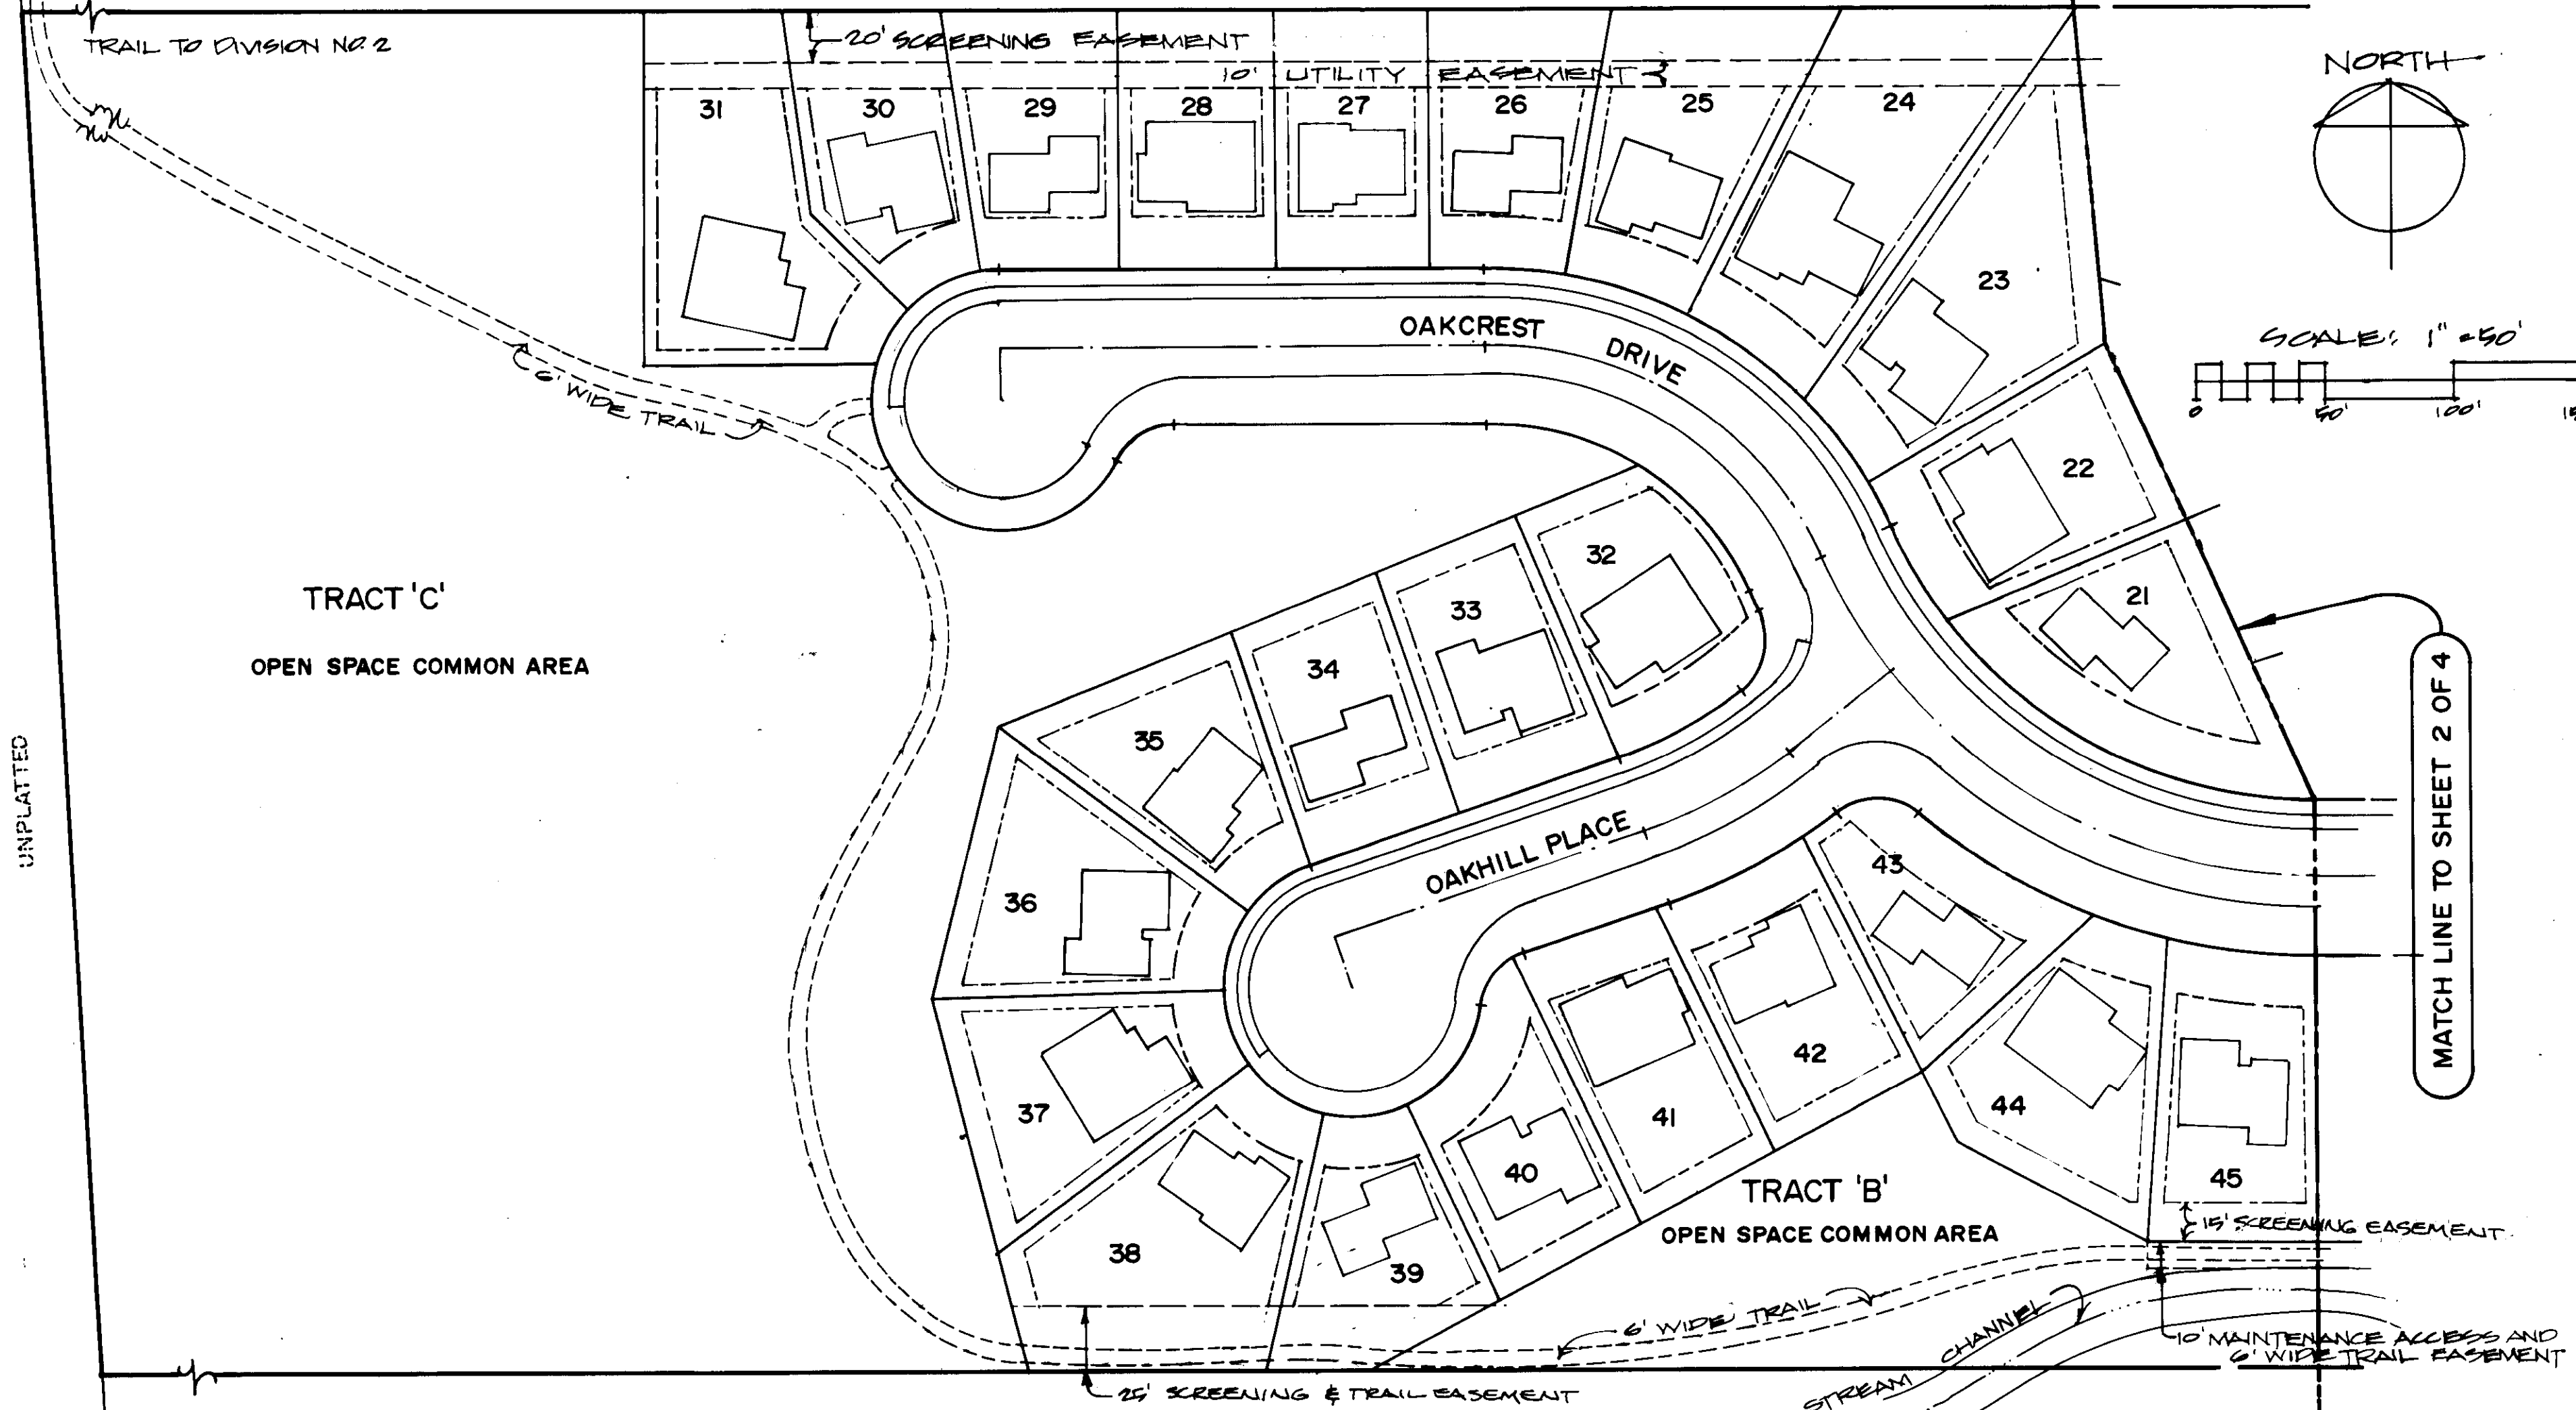 TRAIL TO DIVISION NO. 2
20' SCREENING EASEMENT
10' UTILITY EASEMENT
NORTH
31
30
29
28
27
26
25
24
23
SCALE: 1" = 50'
0 50' 100'
OAKCREST DRIVE
6' WIDE TRAIL
22
21
32
33
34
35
36
37
38
39
40
41
42
43
44
45
TRACT 'C'
OPEN SPACE COMMON AREA
UNPLATTED
OAKHILL PLACE
MATCH LINE TO SHEET 2 OF 4
TRACT 'B'
OPEN SPACE COMMON AREA
15' SCREENING EASEMENT
6' WIDE TRAIL
STREAM CHANNEL
10' MAINTENANCE ACCESS AND
6' WIDE TRAIL EASEMENT
25' SCREENING & TRAIL EASEMENT